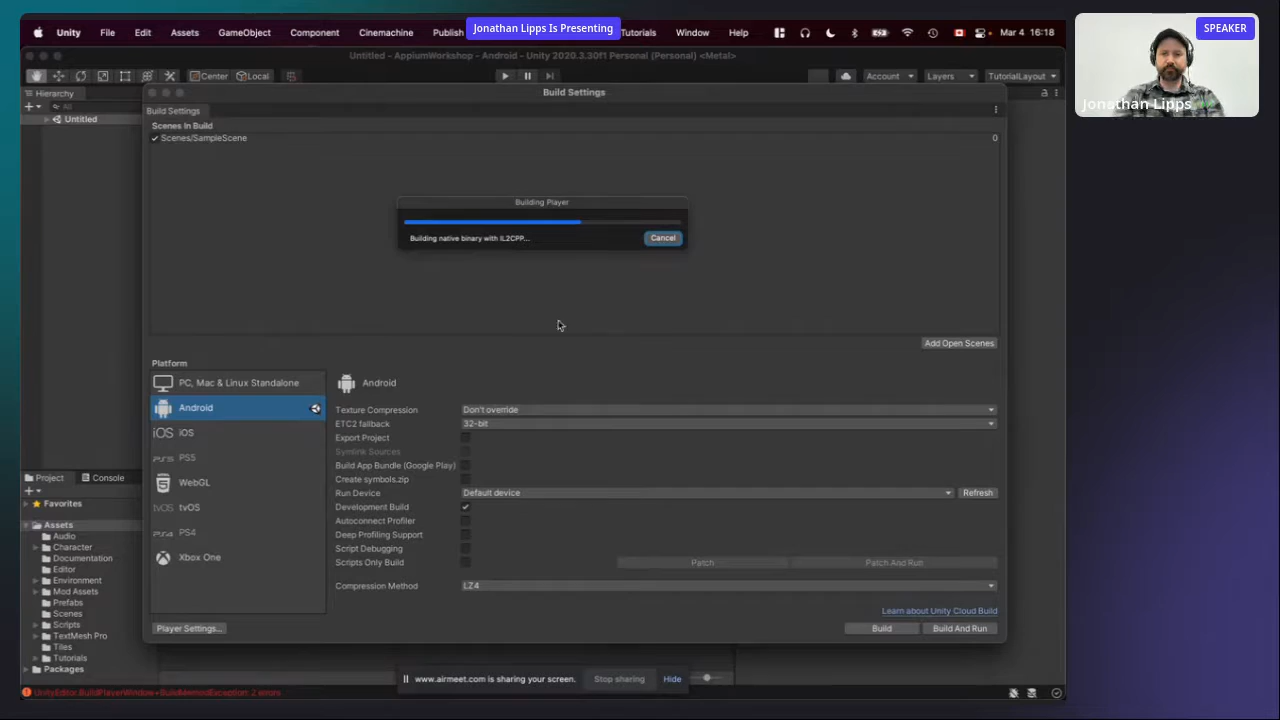 Jonathan Lipps Is Presenting
Unity File Edit Assets GameObject Component Cinemachine Publish Tutorials Window Help Mar 4 16:18
Untitled - AppiumWorkshop - Android - Unity 2020.3.30f1 Personal (Personal) <Metal>
Center Local Account Layers TutorialLayout
SPEAKER
Jonathan Lipps
Hierarchy
All
Untitled
Build Settings
Build Settings
Scenes In Build
Scenes/SampleScene 0
Building Player
Building native binary with IL2CPP...
Cancel
Add Open Scenes
Platform
PC, Mac & Linux Standalone
Android
iOS iOS
PS5 PS5
WebGL
tvOS tvOS
PS4 PS4
Xbox One
Android
Texture Compression Don't override
ETC2 fallback 32-bit
Export Project
Symlink Sources
Build App Bundle (Google Play)
Create symbols.zip
Run Device Default device Refresh
Development Build
Autoconnect Profiler
Deep Profiling Support
Script Debugging
Scripts Only Build Patch Patch And Run
Compression Method LZ4
Learn about Unity Cloud Build
Player Settings... Build Build And Run
Project Console
Favorites
Assets
Audio
Character
Documentation
Editor
Environment
Mod Assets
Prefabs
Scenes
Scripts
TextMesh Pro
Tiles
Tutorials
Packages
www.airmeet.com is sharing your screen. Stop sharing Hide